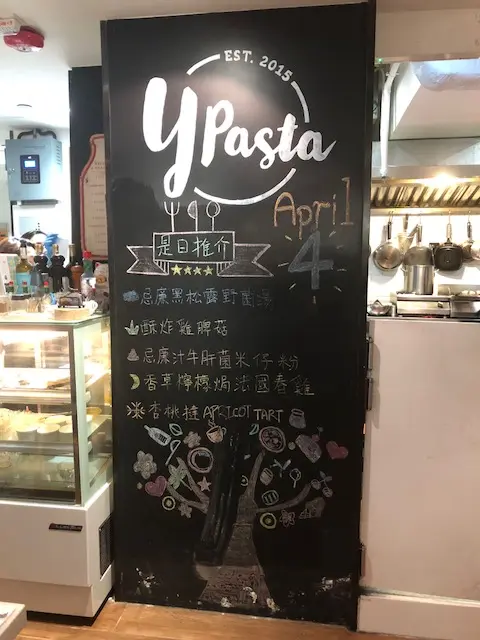 EST. 2015
y Pasta
April
4
是日推介
忌廉黑松露野菌湯
酥炸雞髀菇
忌廉汁牛肝菌米仔粉
香草檸檬焗法國春雞
杏桃撻 APRICOT TART